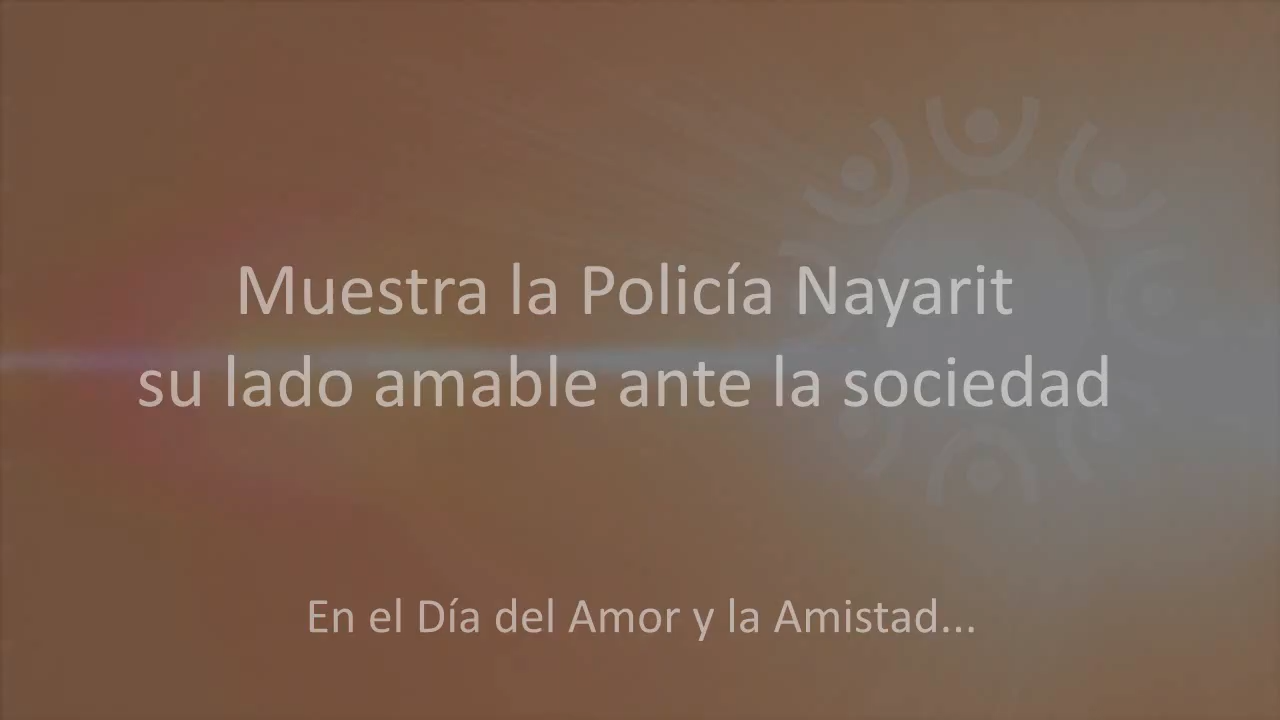 Muestra la Policía Nayarit
su lado amable ante la sociedad
En el Día del Amor y la Amistad...